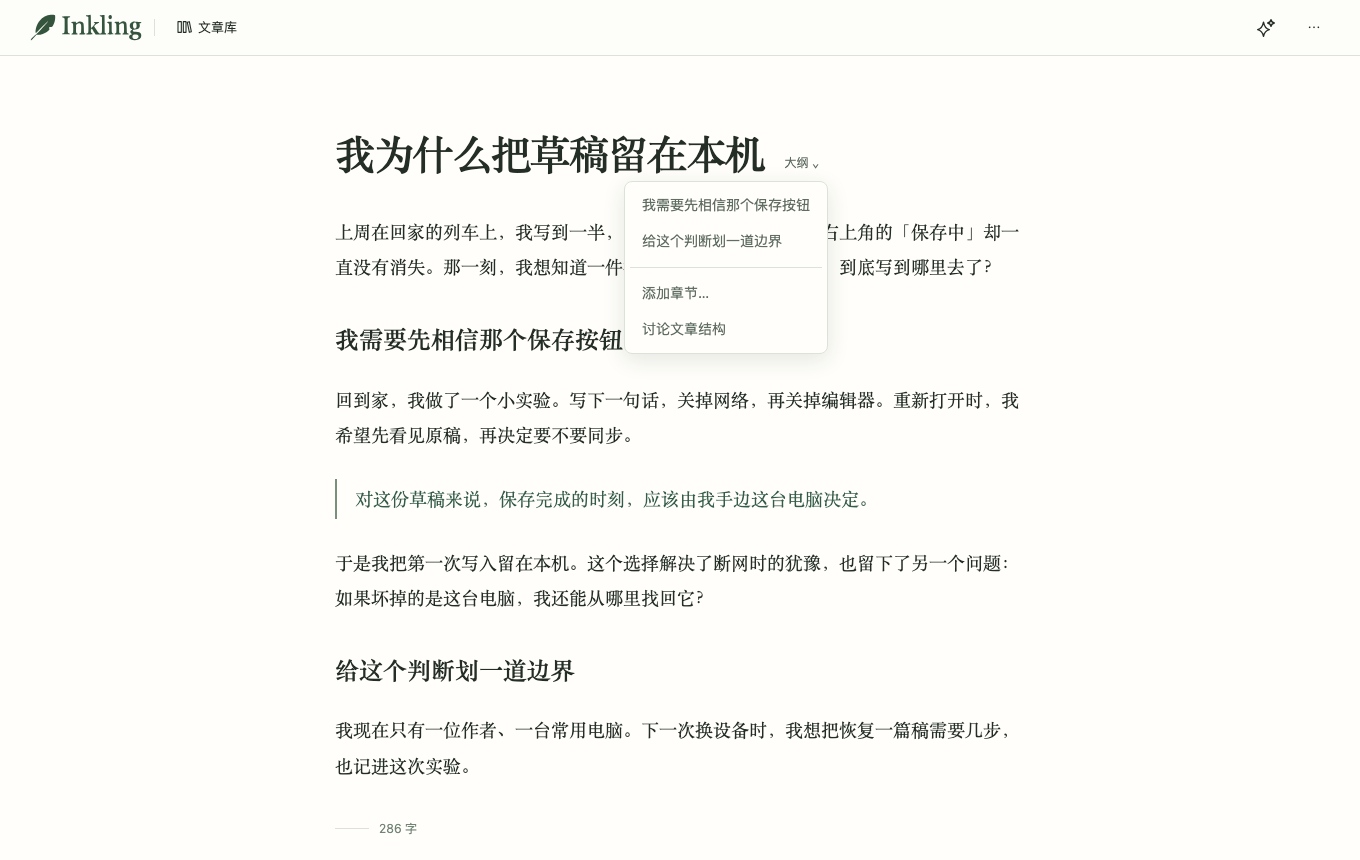 Inkling
文章库
...
我为什么把草稿留在本机
大纲
我需要先相信那个保存按钮
给这个判断划一道边界
添加章节...
讨论文章结构
上周在回家的列车上，我写到一半，
右上角的「保存中」却一
直没有消失。那一刻，我想知道一件
到底写到哪里去了？
我需要先相信那个保存按钮
回到家，我做了一个小实验。写下一句话，关掉网络，再关掉编辑器。重新打开时，我
希望先看见原稿，再决定要不要同步。
对这份草稿来说，保存完成的时刻，应该由我手边这台电脑决定。
于是我把第一次写入留在本机。这个选择解决了断网时的犹豫，也留下了另一个问题：
如果坏掉的是这台电脑，我还能从哪里找回它？
给这个判断划一道边界
我现在只有一位作者、一台常用电脑。下一次换设备时，我想把恢复一篇稿需要几步，
也记进这次实验。
286 字